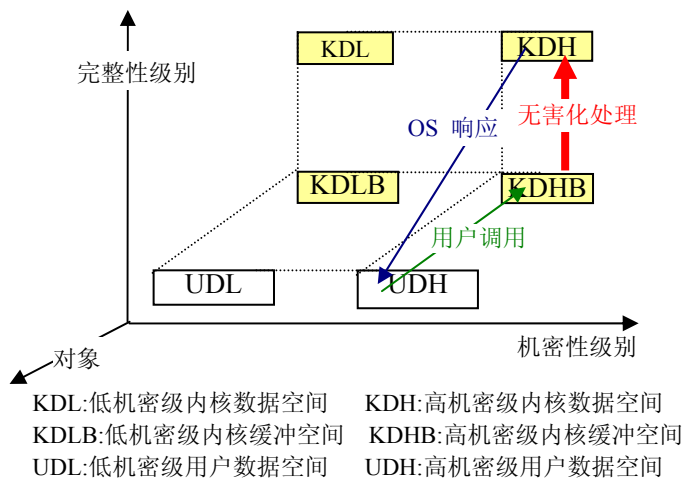 完整性级别
KDL
KDH
OS 响应
无害化处理
KDLB
KDHB
用户调用
UDL
UDH
对象
机密性级别
KDL:低机密级内核数据空间 KDH:高机密级内核数据空间
KDLB:低机密级内核缓冲空间 KDHB:高机密级内核缓冲空间
UDL:低机密级用户数据空间 UDH:高机密级用户数据空间